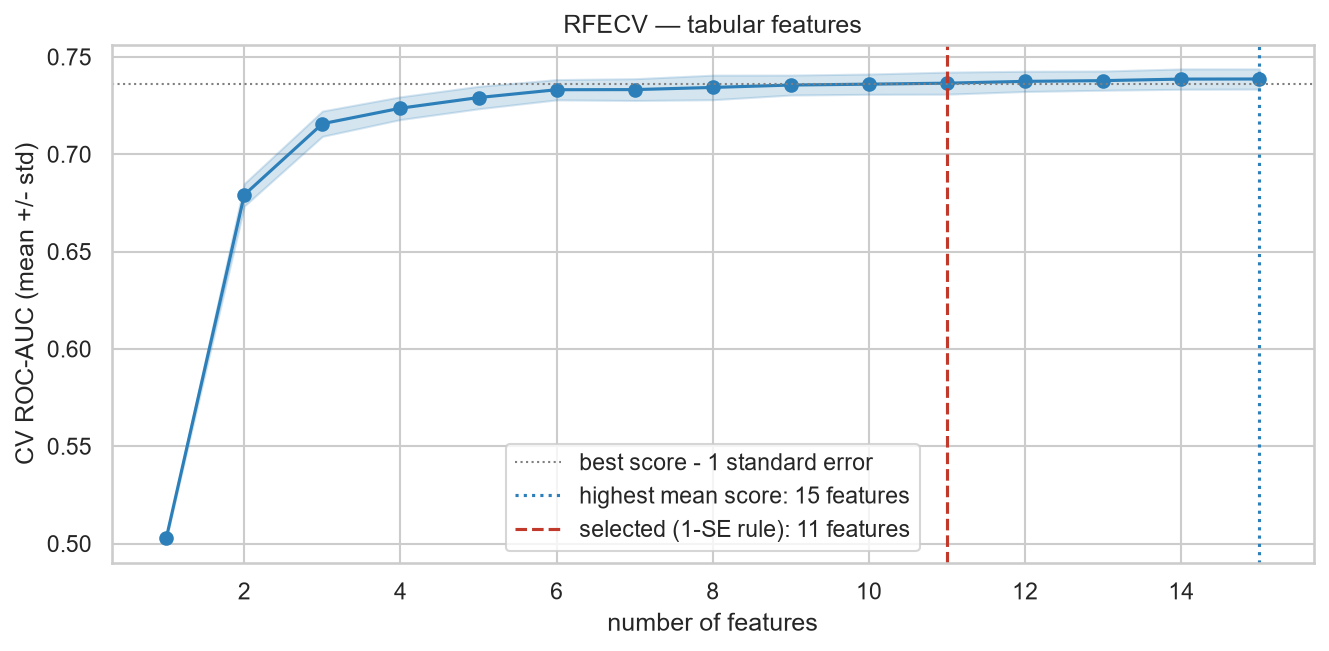 RFECV — tabular features
CV ROC-AUC (mean +/- std)
0.75
0.70
0.65
0.60
0.55
0.50
best score - 1 standard error
highest mean score: 15 features
selected (1-SE rule): 11 features
2 4 6 8 10 12 14
number of features